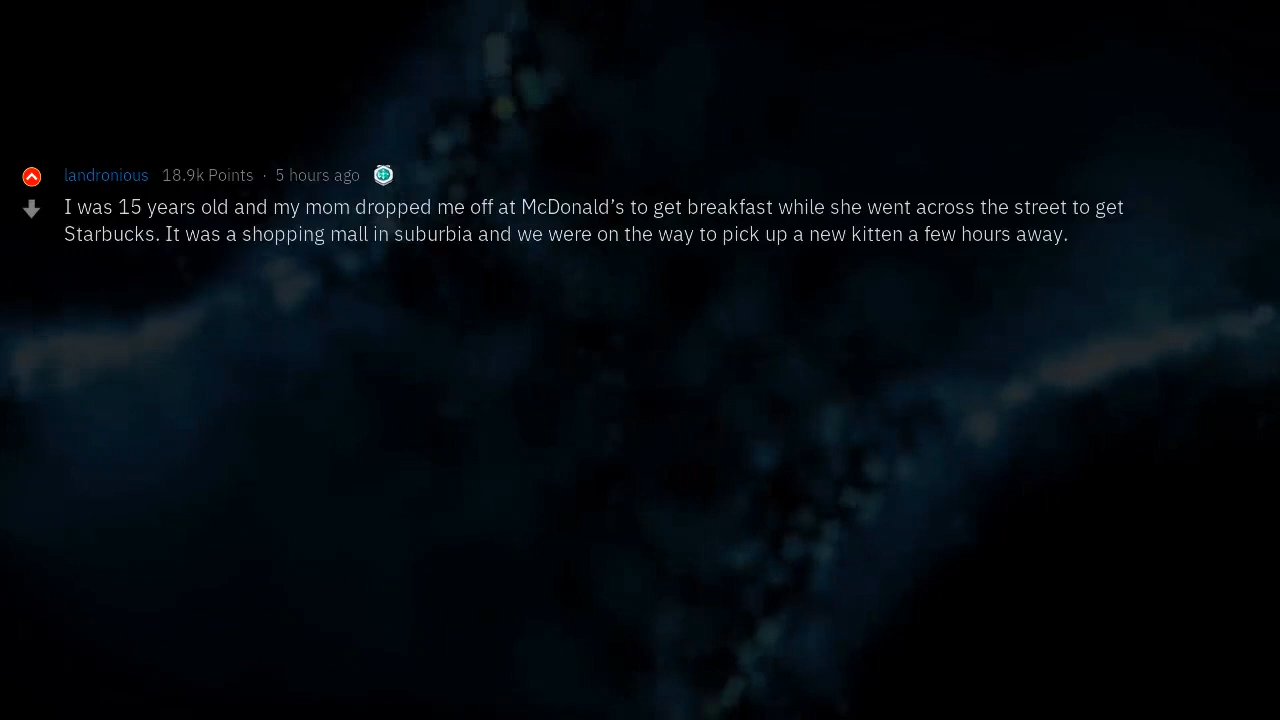 landronious 18.9k Points · 5 hours ago
I was 15 years old and my mom dropped me off at McDonald’s to get breakfast while she went across the street to get
Starbucks. It was a shopping mall in suburbia and we were on the way to pick up a new kitten a few hours away.